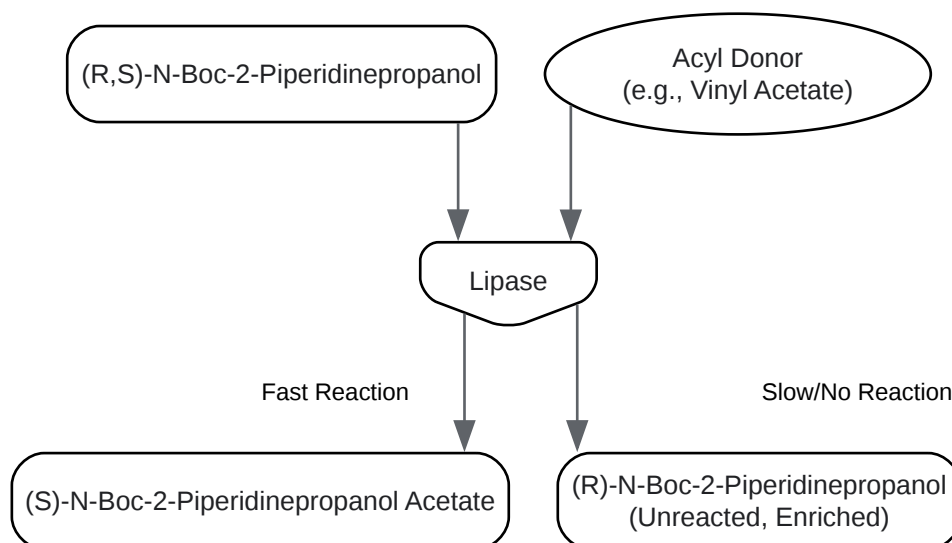 (R,S)-N-Boc-2-Piperidinepropanol
Acyl Donor
(e.g., Vinyl Acetate)
Lipase
Fast Reaction
Slow/No Reaction
(S)-N-Boc-2-Piperidinepropanol Acetate
(R)-N-Boc-2-Piperidinepropanol
(Unreacted, Enriched)